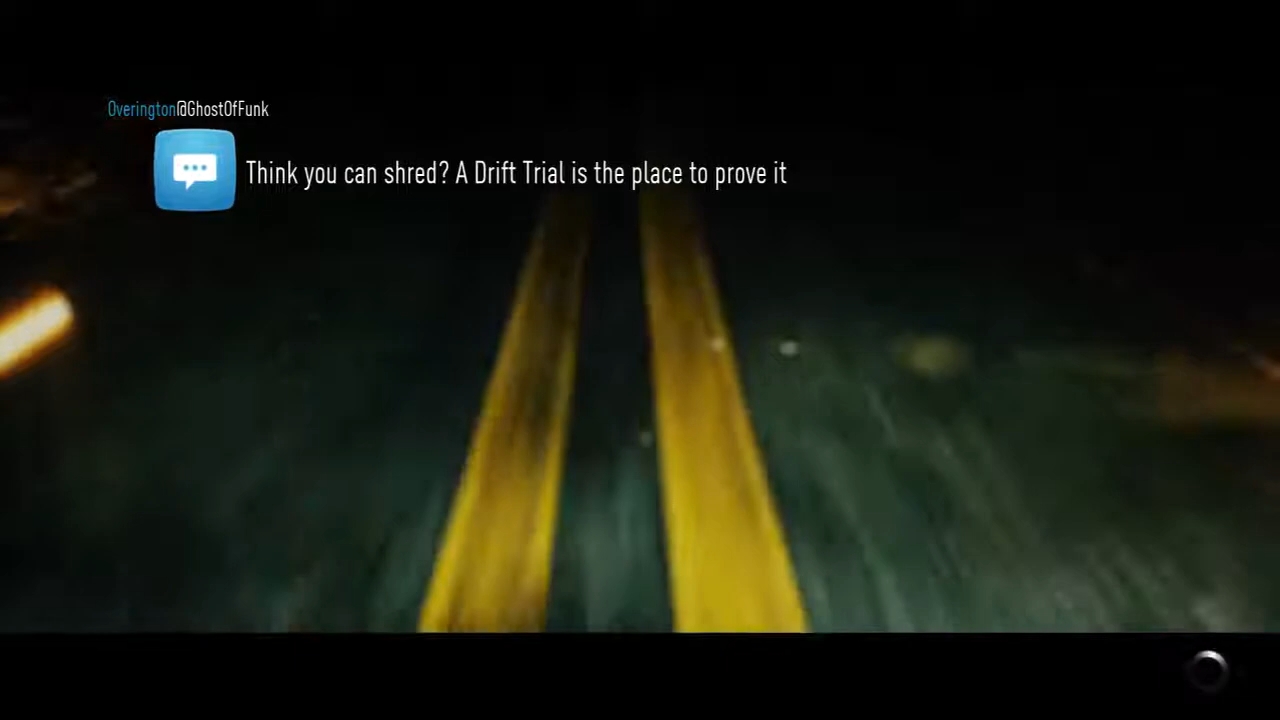 Overington@GhostOfFunk
Think you can shred? A Drift Trial is the place to prove it